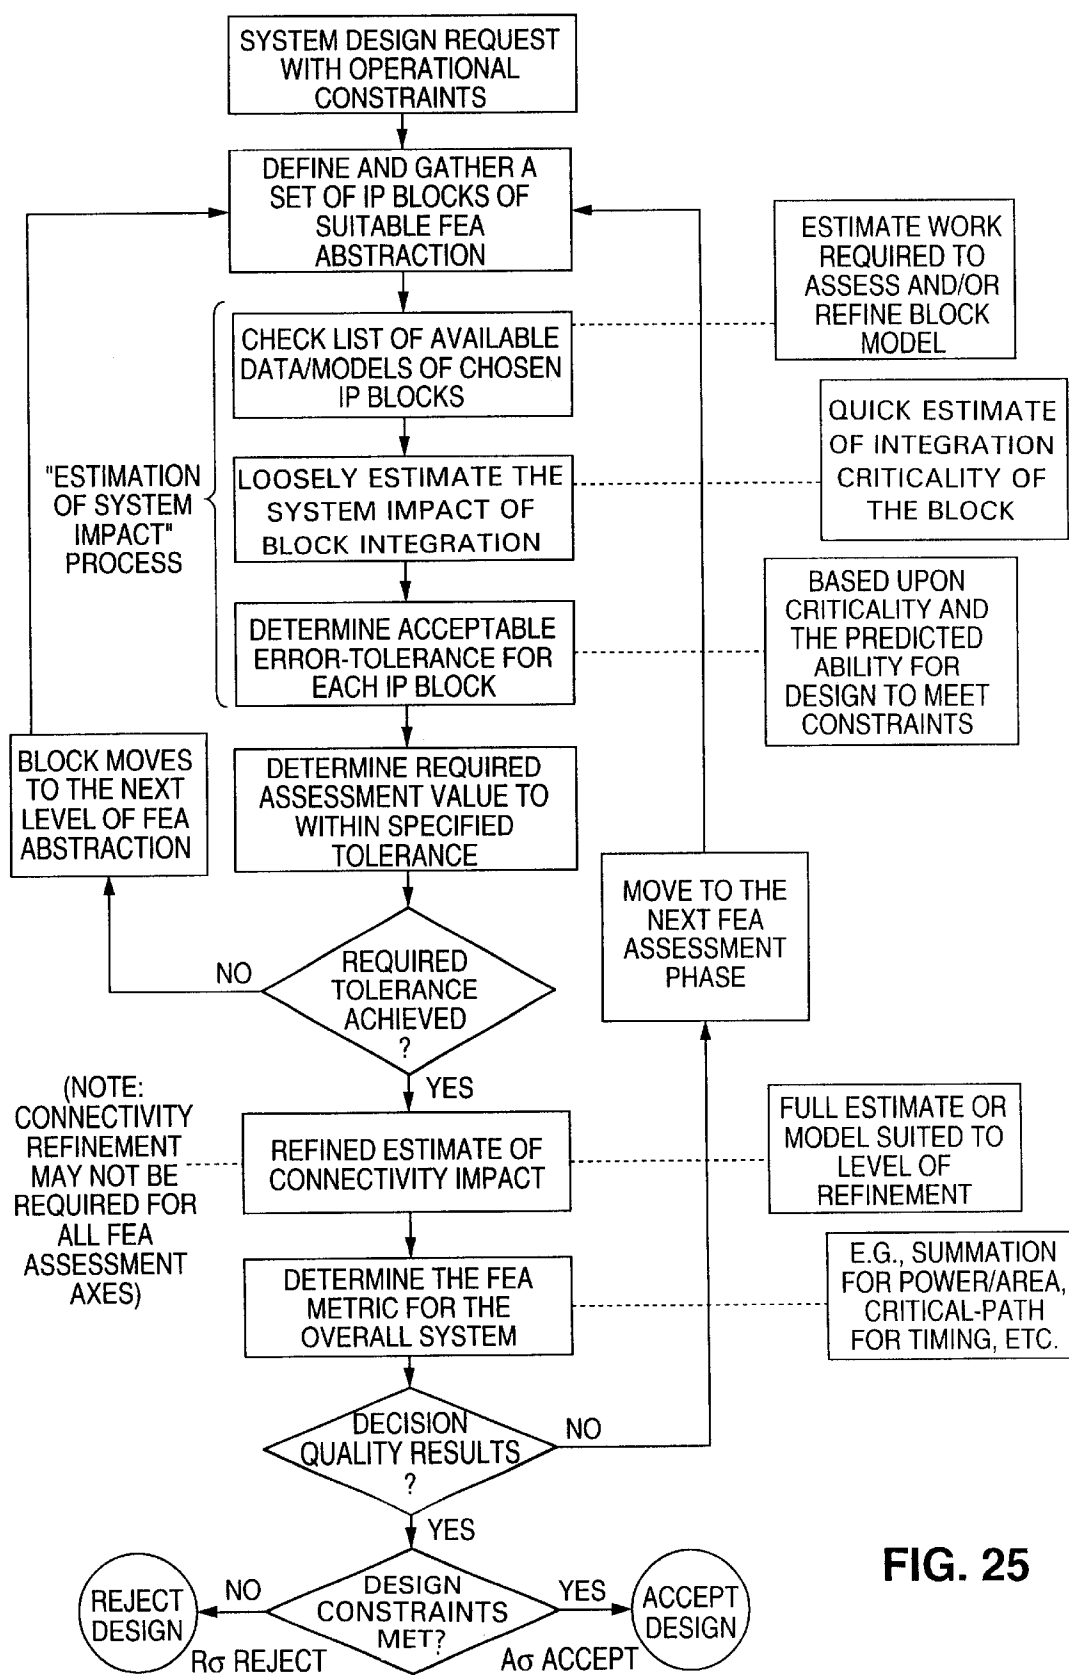 SYSTEM DESIGN REQUEST
WITH OPERATIONAL
CONSTRAINTS
DEFINE AND GATHER A
SET OF IP BLOCKS OF
SUITABLE FEA
ABSTRACTION
ESTIMATE WORK
REQUIRED TO
ASSESS AND/OR
REFINE BLOCK
MODEL
CHECK LIST OF AVAILABLE
DATA/MODELS OF CHOSEN
IP BLOCKS
QUICK ESTIMATE
OF INTEGRATION
CRITICALITY OF
THE BLOCK
"ESTIMATION
OF SYSTEM
IMPACT"
PROCESS
LOOSELY ESTIMATE THE
SYSTEM IMPACT OF
BLOCK INTEGRATION
BASED UPON
CRITICALITY AND
THE PREDICTED
ABILITY FOR
DESIGN TO MEET
CONSTRAINTS
DETERMINE ACCEPTABLE
ERROR-TOLERANCE FOR
EACH IP BLOCK
BLOCK MOVES
TO THE NEXT
LEVEL OF FEA
ABSTRACTION
DETERMINE REQUIRED
ASSESSMENT VALUE TO
WITHIN SPECIFIED
TOLERANCE
MOVE TO THE
NEXT FEA
ASSESSMENT
PHASE
NO
REQUIRED
TOLERANCE
ACHIEVED
?
YES
(NOTE:
CONNECTIVITY
REFINEMENT
MAY NOT BE
REQUIRED FOR
ALL FEA
ASSESSMENT
AXES)
REFINED ESTIMATE OF
CONNECTIVITY IMPACT
FULL ESTIMATE OR
MODEL SUITED TO
LEVEL OF
REFINEMENT
DETERMINE THE FEA
METRIC FOR THE
OVERALL SYSTEM
E.G., SUMMATION
FOR POWER/AREA,
CRITICAL-PATH
FOR TIMING, ETC.
DECISION
QUALITY RESULTS
?
NO
YES
DESIGN
CONSTRAINTS
MET?
NO
REJECT
DESIGN
Rσ REJECT
YES
ACCEPT
DESIGN
Aσ ACCEPT
FIG. 25